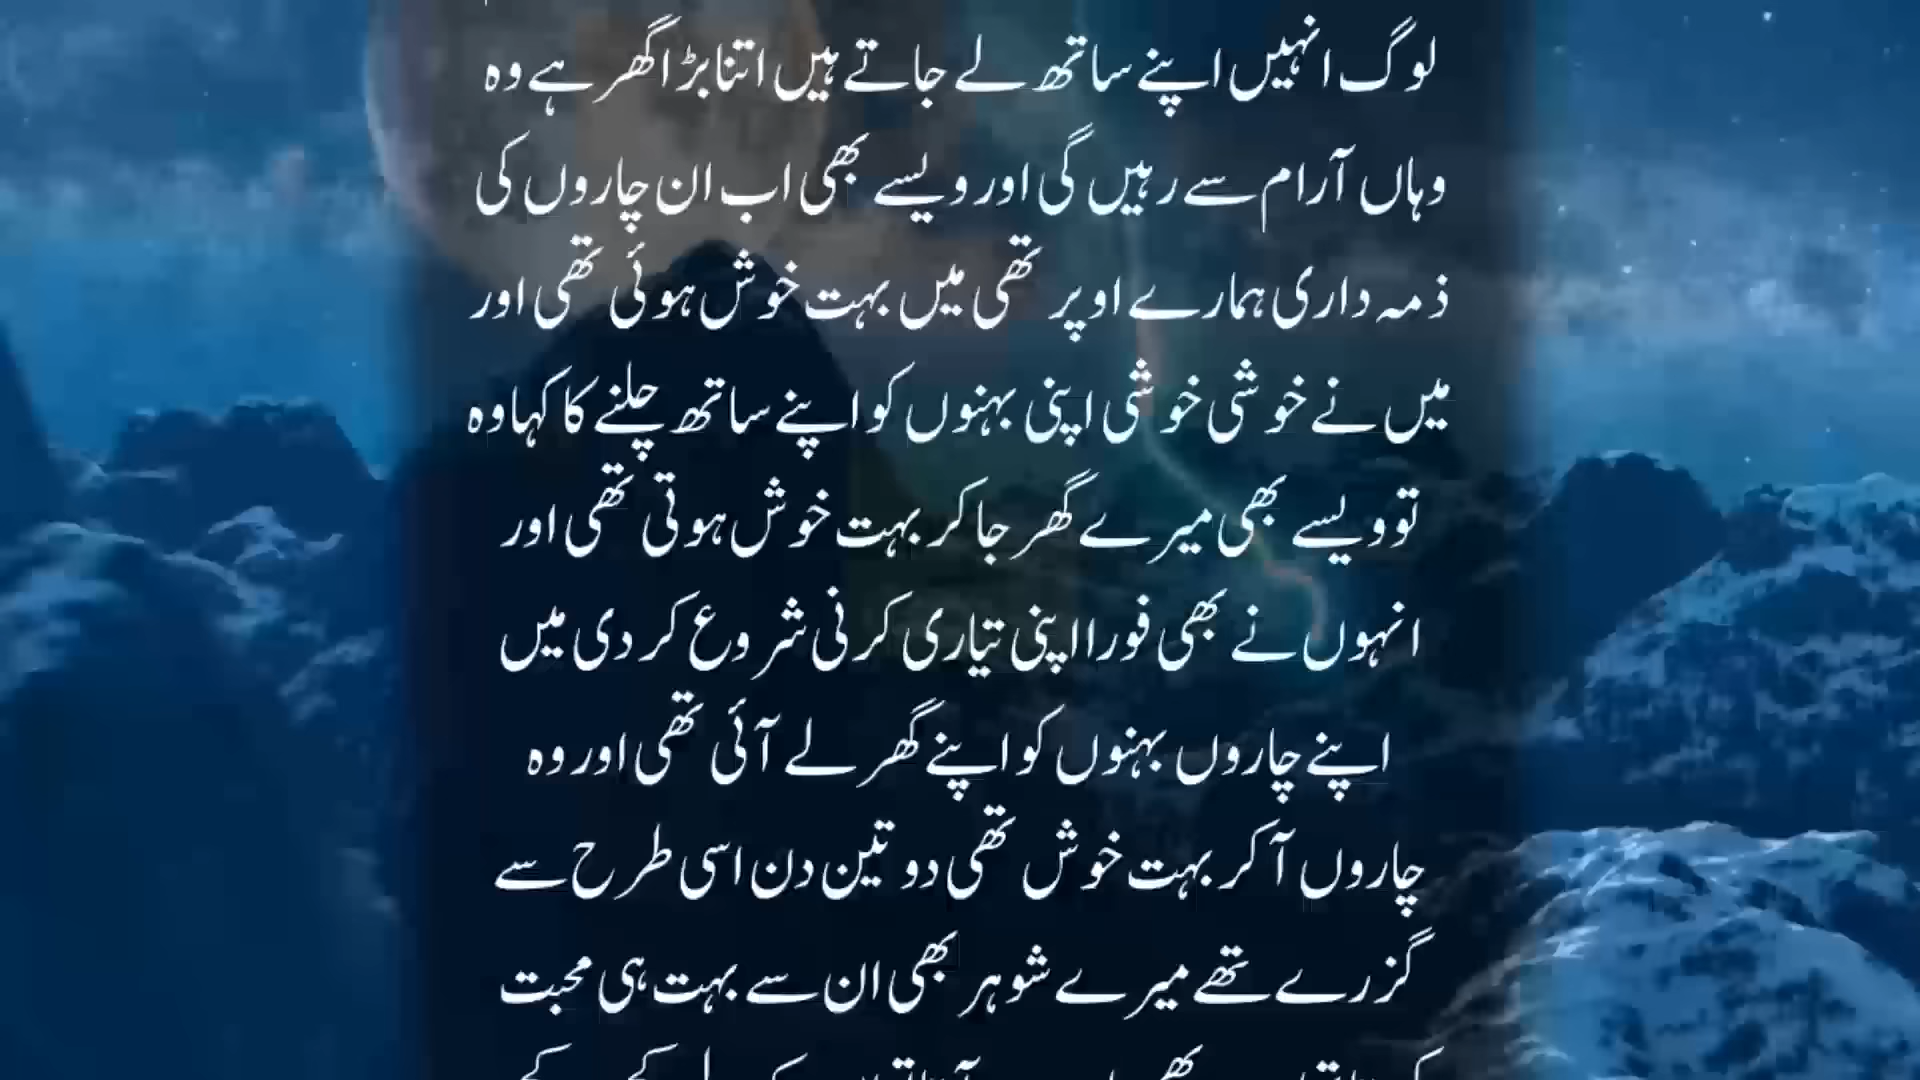 لوگ انہیں اپنے ساتھ لے جاتے ہیں اتنا بڑا گھر ہے وہ
وہاں آرام سے رہیں گی اور ویسے بھی اب ان چاروں کی
ذمہ داری ہمارے اوپر تھی میں بہت خوش ہوئی تھی اور
میں نے خوشی خوشی اپنی بہنوں کو اپنے ساتھ چلنے کا کہا وہ
تو ویسے بھی میرے گھر جا کر بہت خوش ہوتی تھی اور
انہوں نے بھی فورا اپنی تیاری کرنی شروع کر دی میں
اپنے چاروں بہنوں کو اپنے گھر لے آئی تھی اور وہ
چاروں آ کر بہت خوش تھی دو تین دن اسی طرح سے
گزرے تھے میرے شوہر بھی ان سے بہت ہی محبت